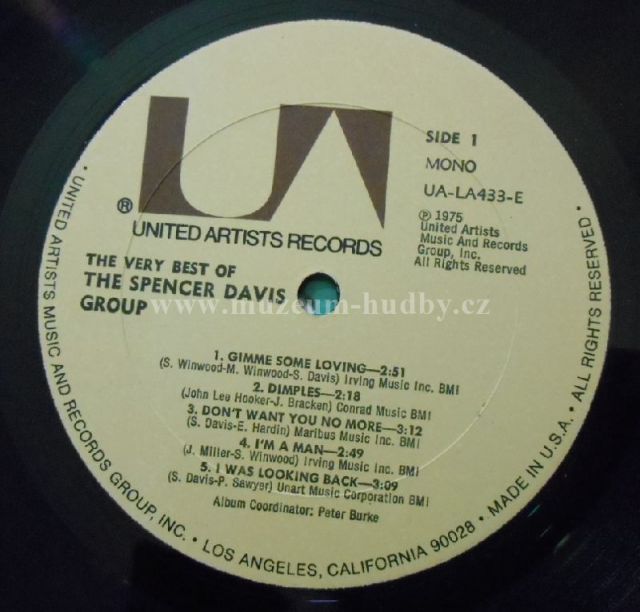 UA
®
UNITED ARTISTS RECORDS
SIDE 1
MONO
UA-LA433-E
℗ 1975
United Artists
Music And Records
Group, Inc.
All Rights Reserved
THE VERY BEST OF
THE SPENCER DAVIS
GROUP
www.muzeum-hudby.cz
1. GIMME SOME LOVING—2:51
(S. Winwood-M. Winwood-S. Davis) Irving Music Inc. BMI
2. DIMPLES—2:18
(John Lee Hooker-J. Bracken) Conrad Music BMI
3. DON'T WANT YOU NO MORE—3:12
(S. Davis-E. Hardin) Maribus Music Inc. BMI
4. I'M A MAN—2:49
(J. Miller-S. Winwood) Irving Music Inc. BMI
5. I WAS LOOKING BACK—3:09
(S. Davis-P. Sawyer) Unart Music Corporation BMI
Album Coordinator: Peter Burke
• UNITED ARTISTS MUSIC AND RECORDS GROUP, INC. • LOS ANGELES, CALIFORNIA 90028 • MADE IN U.S.A. • ALL RIGHTS RESERVED •